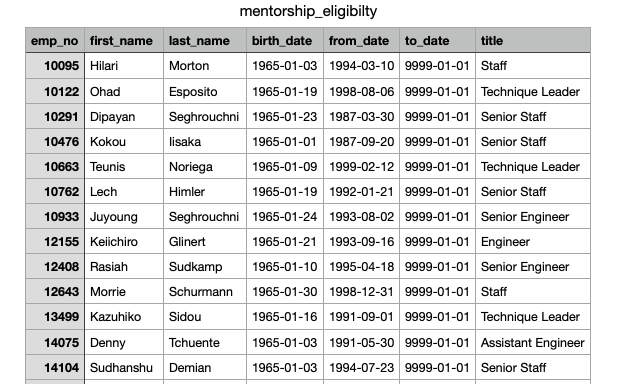 mentorship_eligibilty
emp_no first_name last_name birth_date from_date to_date title
10095 Hilari Morton 1965-01-03 1994-03-10 9999-01-01 Staff
10122 Ohad Esposito 1965-01-19 1998-08-06 9999-01-01 Technique Leader
10291 Dipayan Seghrouchni 1965-01-23 1987-03-30 9999-01-01 Senior Staff
10476 Kokou Iisaka 1965-01-01 1987-09-20 9999-01-01 Senior Staff
10663 Teunis Noriega 1965-01-09 1999-02-12 9999-01-01 Technique Leader
10762 Lech Himler 1965-01-19 1992-01-21 9999-01-01 Senior Staff
10933 Juyoung Seghrouchni 1965-01-24 1993-08-02 9999-01-01 Senior Engineer
12155 Keiichiro Glinert 1965-01-21 1993-09-16 9999-01-01 Engineer
12408 Rasiah Sudkamp 1965-01-10 1995-04-18 9999-01-01 Senior Engineer
12643 Morrie Schurmann 1965-01-30 1998-12-31 9999-01-01 Staff
13499 Kazuhiko Sidou 1965-01-16 1991-09-01 9999-01-01 Technique Leader
14075 Denny Tchuente 1965-01-03 1991-05-30 9999-01-01 Assistant Engineer
14104 Sudhanshu Demian 1965-01-03 1994-07-23 9999-01-01 Senior Staff